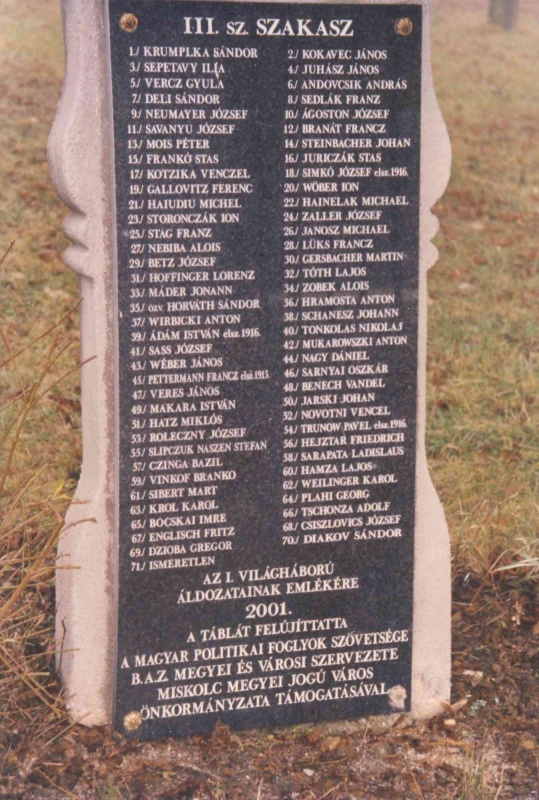 III. sz. SZAKASZ
1./ KRUMPLKA SÁNDOR 2./ KOKAVEC JÁNOS
3./ SEPETAVY ILIA 4./ JUHÁSZ JÁNOS
5./ VERCZ GYULA 6./ ANDOVCSIK ANDRÁS
7./ DELI SÁNDOR 8./ SEDLÁK FRANZ
9./ NEUMAYER JÓZSEF 10./ ÁGOSTON JÓZSEF
11./ SAVANYU JÓZSEF 12./ BRANÁT FRANCZ
13./ MOIS PÉTER 14./ STEINBACHER JOHAN
15./ FRANKÓ STAS 16./ JURICZÁK STAS
17./ KOTZIKA VENCZEL 18./ SIMKÓ JÓZSEF elsz.1916.
19./ GALLOVITZ FERENC 20./ WÖBER ION
21./ HAIUDIU MICHEL 22./ HAINELAK MICHAEL
23./ STORONCZÁK ION 24./ ZALLER JÓZSEF
25./ STAG FRANZ 26./ JANOSZ MICHAEL
27./ NEBIBA ALOIS 28./ LÜKS FRANCZ
29./ BETZ JÓZSEF 30./ GERSBACHER MARTIN
31./ HOFFINGER LORENZ 32./ TÓTH LAJOS
33./ MÁDER JONANN 34./ ZOBEK ALOIS
35./ özv. HORVÁTH SÁNDOR 36./ HRAMOSTA ANTON
37./ WIRBICKI ANTON 38./ SCHANESZ JOHANN
39./ ÁDÁM ISTVÁN elsz.1916. 40./ TONKOLAS NIKOLAJ
41./ SASS JÓZSEF 42./ MUKAROWSZKI ANTON
43./ WÉBER JÁNOS 44./ NAGY DÁNIEL
45./ PETTERMANN FRANCZ elsz.1915. 46./ SARNYAI OSZKÁR
47./ VERES JÁNOS 48./ BENECH VANDEL
49./ MAKARA ISTVÁN 50./ JARSKI JOHAN
51./ HATZ MIKLÓS 52./ NOVOTNI VENCEL
53./ ROLECZNY JÓZSEF 54./ TRUNOW PAVEL elsz.1916.
55./ SLIPCZUK NASZEN STEFAN 56./ HEJZTAR FRIEDRICH
57./ CZINGA BAZIL 58./ SARAPATA LADISLAUS
59./ VINKOF BRANKO 60./ HAMZA LAJOS
61./ SIBERT MART 62./ WEILINGER KAROL
63./ KROL KAROL 64./ PLAHI GEORG
65./ BOCSKAI IMRE 66./ TSCHONZA ADOLF
67./ ENGLISCH FRITZ 68./ CSISZLOVICS JÓZSEF
69./ DZIOBA GREGOR 70./ DIAKOV SÁNDOR
71./ ISMERETLEN
AZ I. VILÁGHÁBORÚ
ÁLDOZATAINAK EMLÉKÉRE
2001.
A TÁBLÁT FELÚJÍTTATTA
A MAGYAR POLITIKAI FOGLYOK SZÖVETSÉGE
B.A.Z. MEGYEI ÉS VÁROSI SZERVEZETE
MISKOLC MEGYEI JOGÚ VÁROS
ÖNKORMÁNYZATA TÁMOGATÁSÁVAL